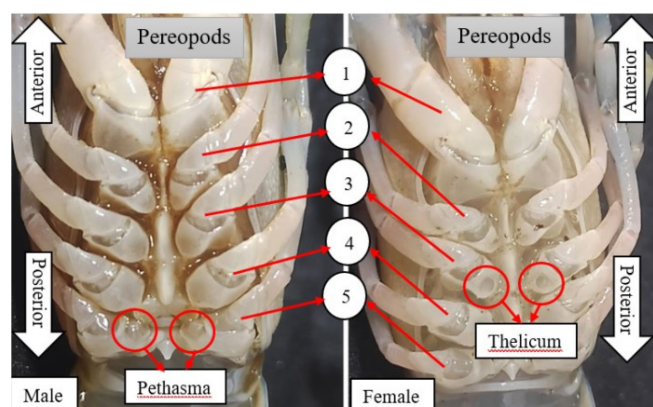 Pereopods
Pereopods
Anterior
Anterior
1
2
3
4
5
Posterior
Posterior
Thelicum
Pethasma
Male
Female